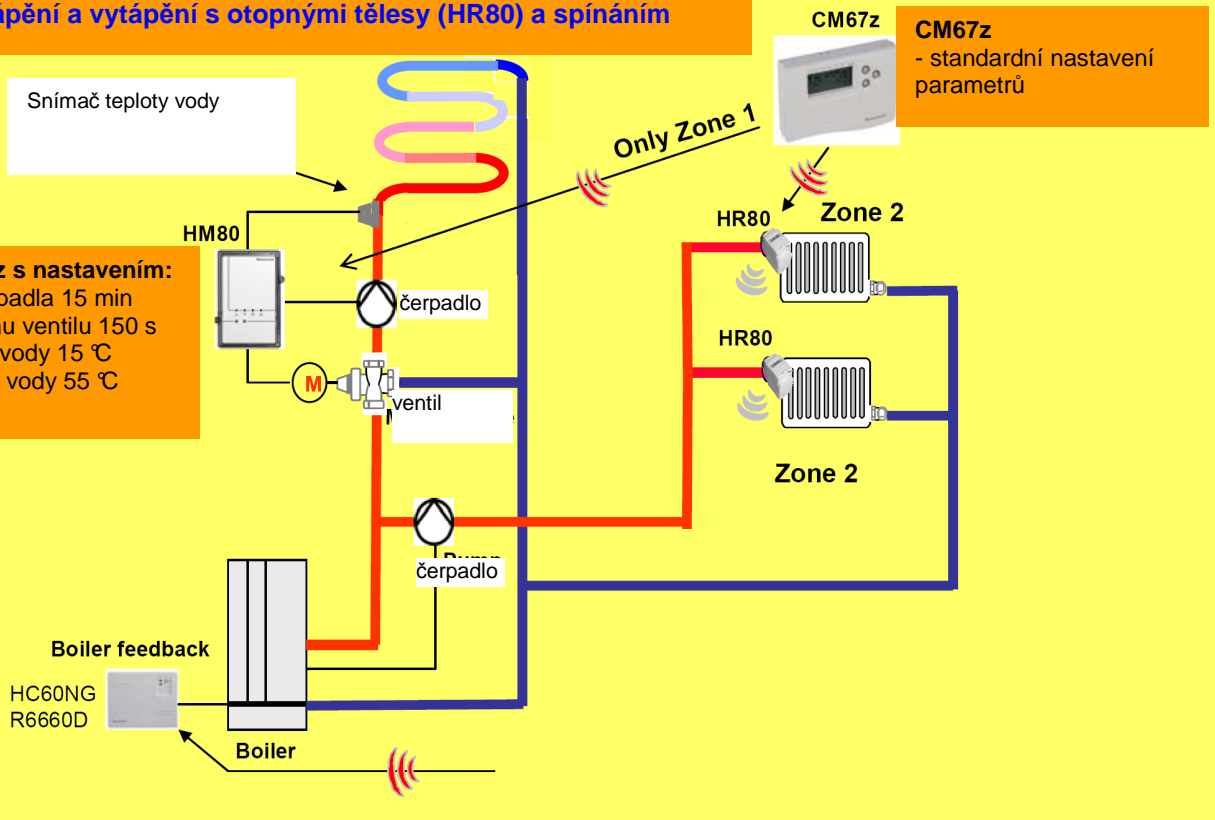 ápění a vytápění s otopnými tělesy (HR80) a spínáním
CM67z
CM67z
- standardní nastavení
parametrů
Snímač teploty vody
Only Zone 1
HR80
Zone 2
HM80
z s nastavením:
padla 15 min
nu ventilu 150 s
vody 15 °C
vody 55 °C
čerpadlo
HR80
M
ventil
Zone 2
čerpadlo
Boiler feedback
HC60NG
R6660D
Boiler